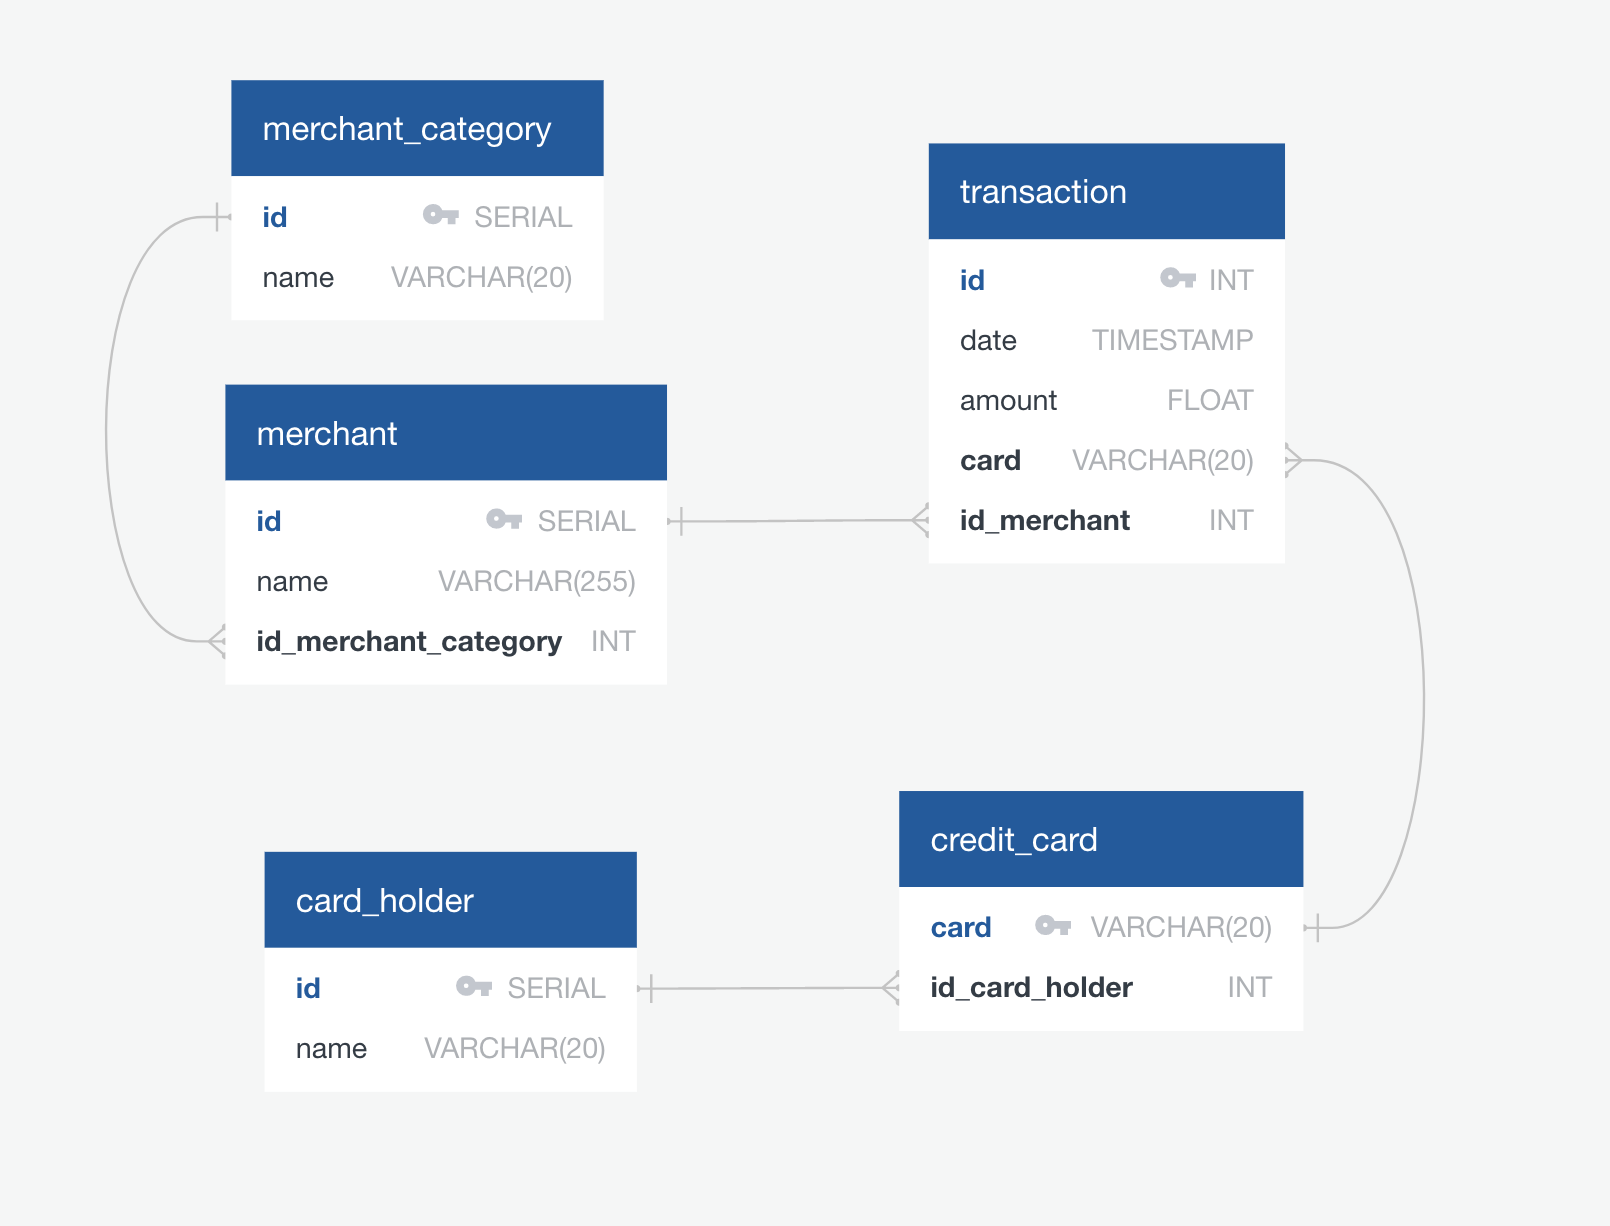 merchant_category
id SERIAL
name VARCHAR(20)
merchant
id SERIAL
name VARCHAR(255)
id_merchant_category INT
transaction
id INT
date TIMESTAMP
amount FLOAT
card VARCHAR(20)
id_merchant INT
card_holder
id SERIAL
name VARCHAR(20)
credit_card
card VARCHAR(20)
id_card_holder INT